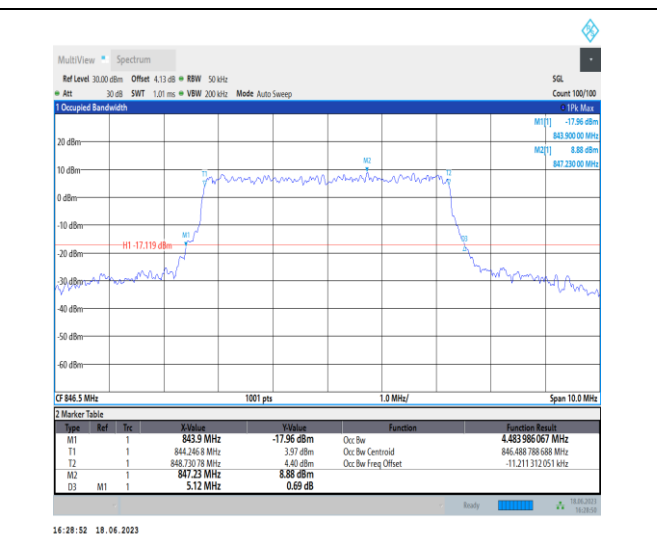 MultiView Spectrum
Ref Level 30.00 dBm Offset 4.13 dB RBW 50 kHz SGL
Att 30 dB SWT 1.01 ms VBW 200 kHz Mode Auto Sweep Count 100/100
1 Occupied Bandwidth 1Pk Max
M1[1] -17.96 dBm
843.900 00 MHz
M2[1] 8.88 dBm
847.230 00 MHz
20 dBm
M2
10 dBm
T1 T2
0 dBm
-10 dBm
M1 D3
H1 -17.119 dBm
-20 dBm
-30 dBm
-40 dBm
-50 dBm
-60 dBm
CF 846.5 MHz 1001 pts 1.0 MHz/ Span 10.0 MHz
2 Marker Table
Type Ref Trc X-Value Y-Value Function Function Result
M1 1 843.9 MHz -17.96 dBm Occ Bw 4.483 986 067 MHz
T1 1 844.246 8 MHz 3.97 dBm Occ Bw Centroid 846.488 788 688 MHz
T2 1 848.730 78 MHz 4.40 dBm Occ Bw Freq Offset -11.211 312 051 kHz
M2 1 847.23 MHz 8.88 dBm
D3 M1 1 5.12 MHz 0.69 dB
Ready 18.06.2023
16:28:50
16:28:52 18.06.2023